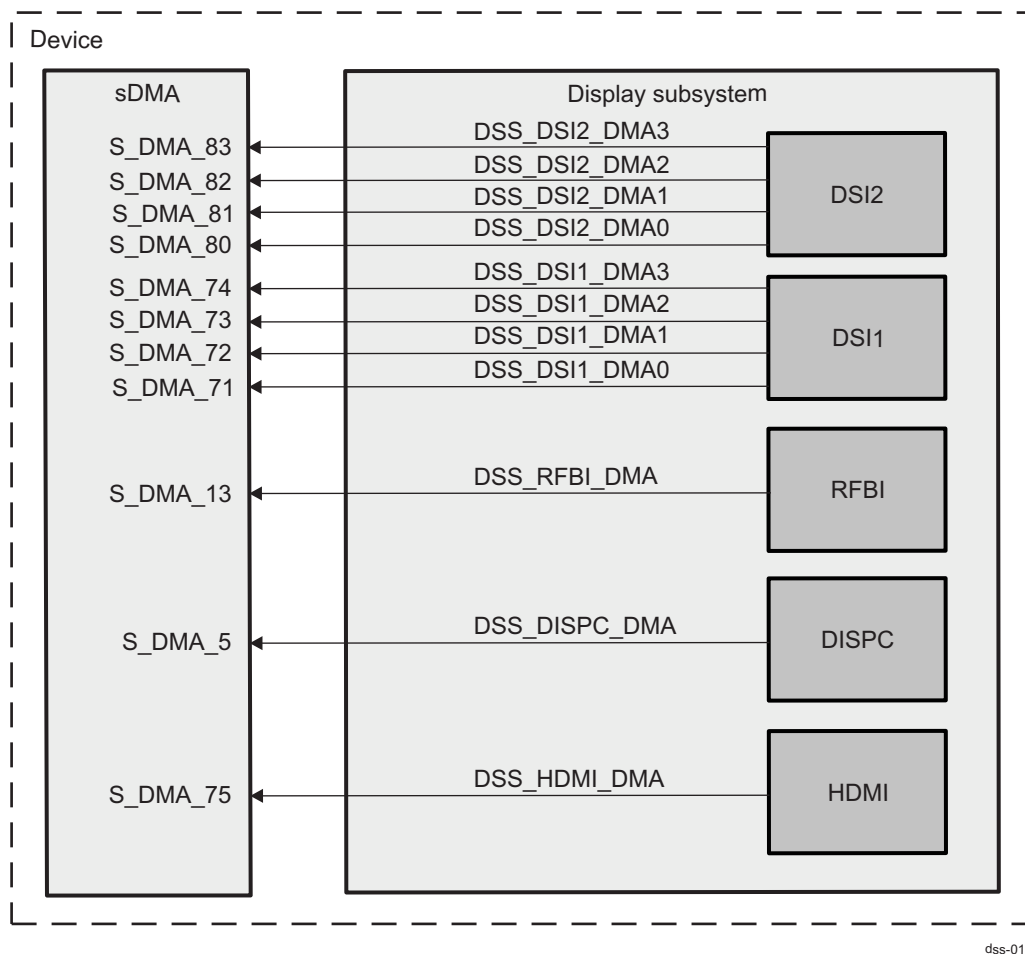 Device
sDMA
Display subsystem
S_DMA_83
DSS_DSI2_DMA3
S_DMA_82
DSS_DSI2_DMA2
S_DMA_81
DSS_DSI2_DMA1
S_DMA_80
DSS_DSI2_DMA0
DSI2
S_DMA_74
DSS_DSI1_DMA3
S_DMA_73
DSS_DSI1_DMA2
S_DMA_72
DSS_DSI1_DMA1
S_DMA_71
DSS_DSI1_DMA0
DSI1
S_DMA_13
DSS_RFBI_DMA
RFBI
S_DMA_5
DSS_DISPC_DMA
DISPC
S_DMA_75
DSS_HDMI_DMA
HDMI
dss-01